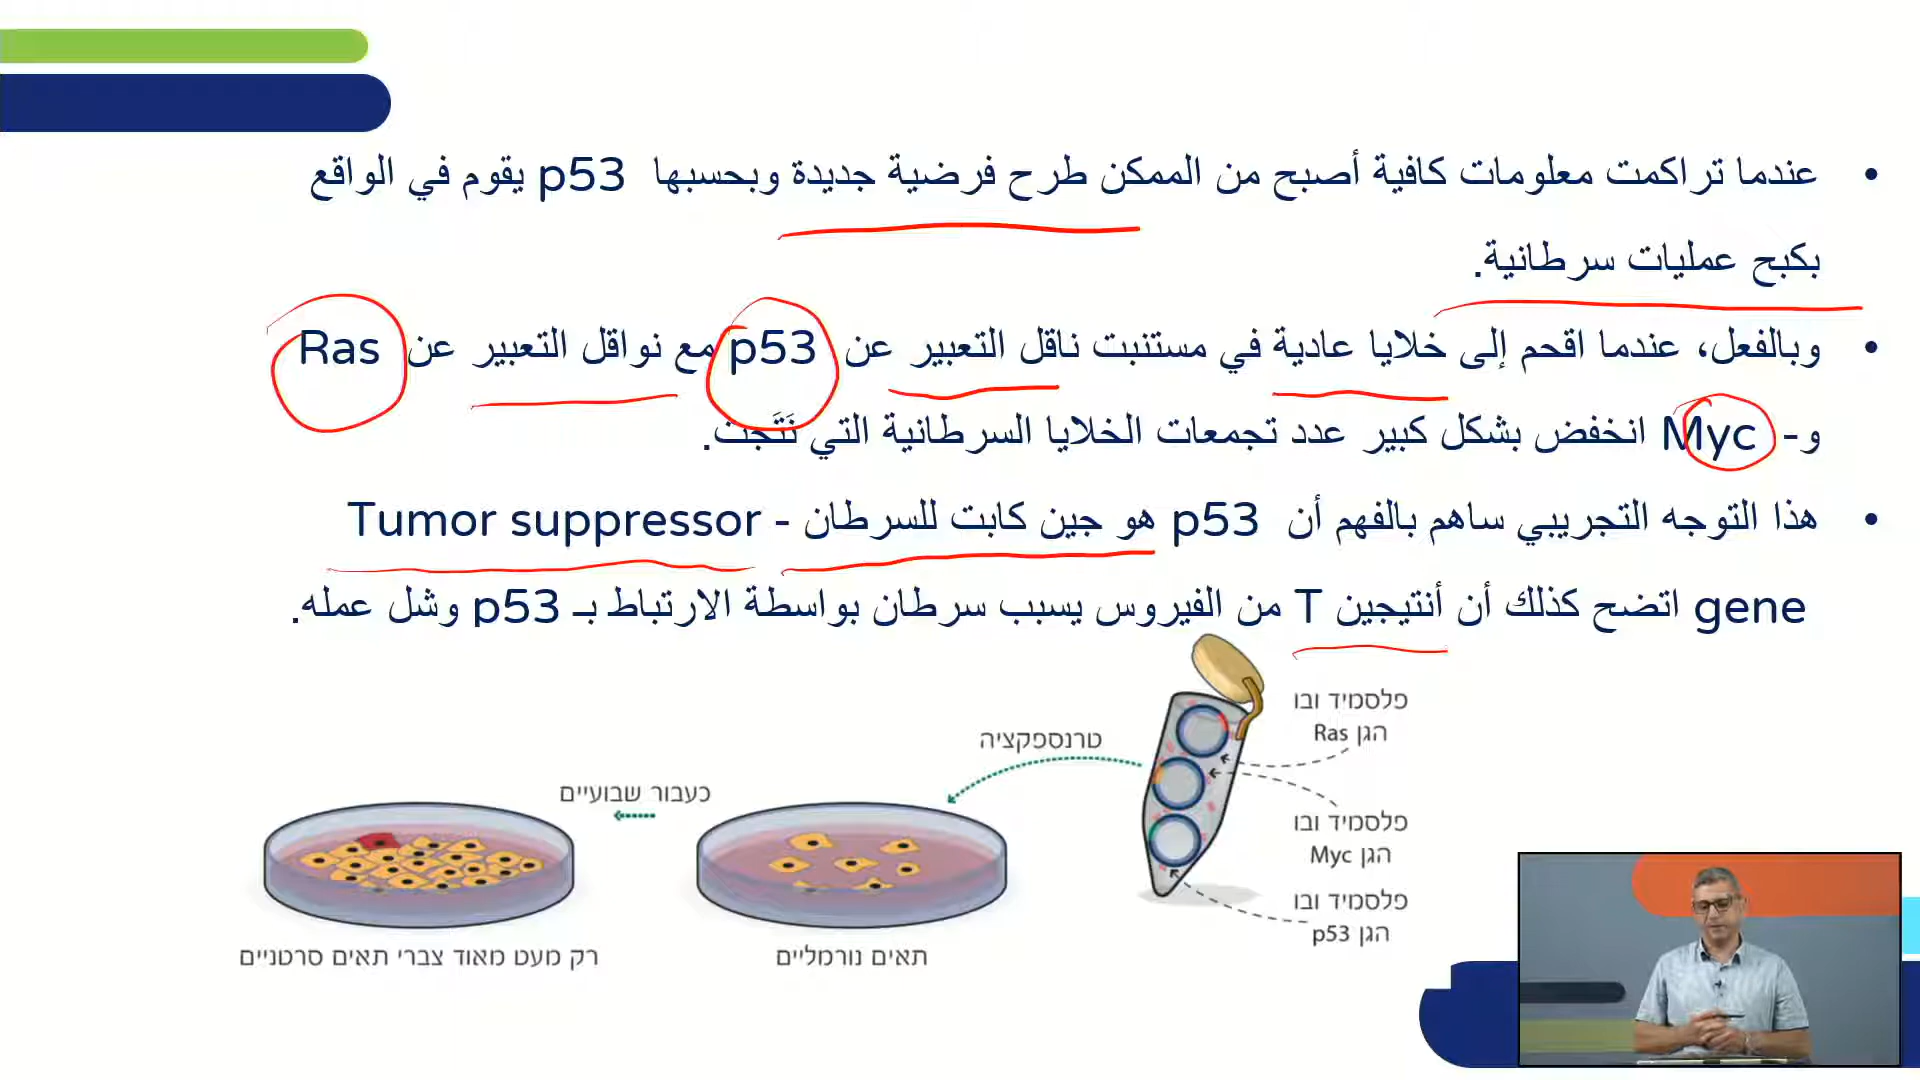 • عندما تراكمت معلومات كافية أصبح من الممكن طرح فرضية جديدة وبحسبها p53 يقوم في الواقع
بكبح عمليات سرطانية.
• وبالفعل، عندما اقحم إلى خلايا عادية في مستنبت ناقل التعبير عن p53 مع نواقل التعبير عن Ras
و- Myc انخفض بشكل كبير عدد تجمعات الخلايا السرطانية التي نَتَجت.
• هذا التوجه التجريبي ساهم بالفهم أن p53 هو جين كابت للسرطان - Tumor suppressor
gene اتضح كذلك أن أنتيجين T من الفيروس يسبب سرطان بواسطة الارتباط بـ p53 وشل عمله.
פלסמיד ובו
הגן Ras
טרנספקציה
כעבור שבועיים
פלסמיד ובו
הגן Myc
פלסמיד ובו
הגן p53
תאים נורמליים
רק מעט מאוד צברי תאים סרטניים